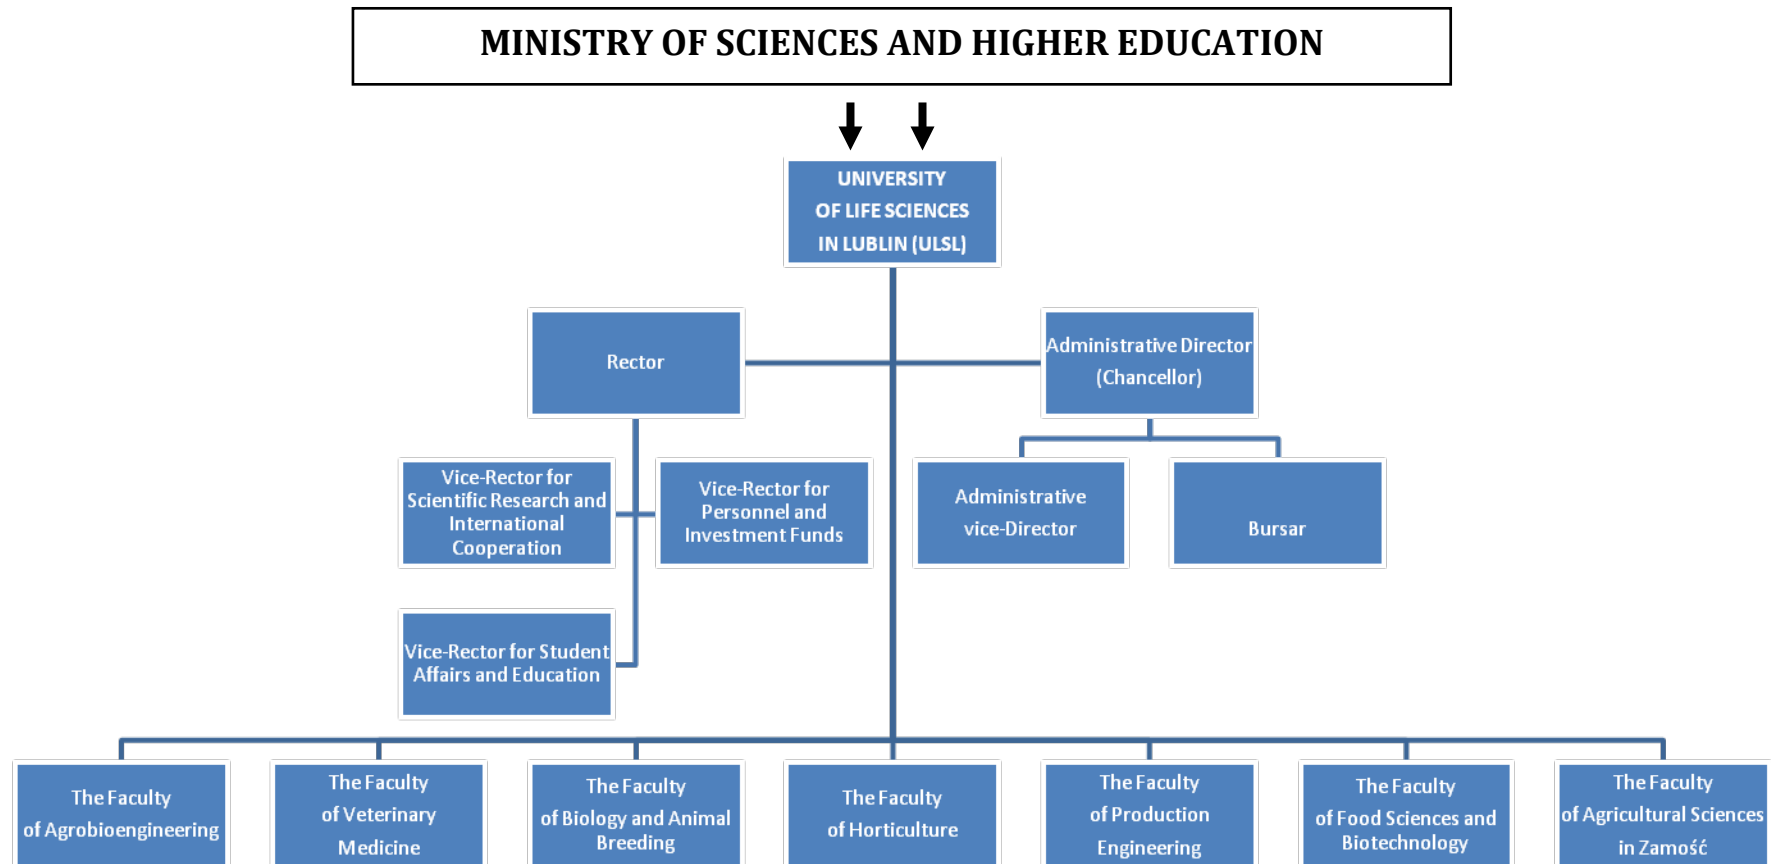 MINISTRY OF SCIENCES AND HIGHER EDUCATION
UNIVERSITY
OF LIFE SCIENCES
IN LUBLIN (ULSL)
Rector
Administrative Director
(Chancellor)
Vice-Rector for
Scientific Research and
International
Cooperation
Vice-Rector for
Personnel and
Investment Funds
Administrative
vice-Director
Bursar
Vice-Rector for Student
Affairs and Education
The Faculty
of Agrobioengineering
The Faculty
of Veterinary
Medicine
The Faculty
of Biology and Animal
Breeding
The Faculty
of Horticulture
The Faculty
of Production
Engineering
The Faculty
of Food Sciences and
Biotechnology
The Faculty
of Agricultural Sciences
in Zamość